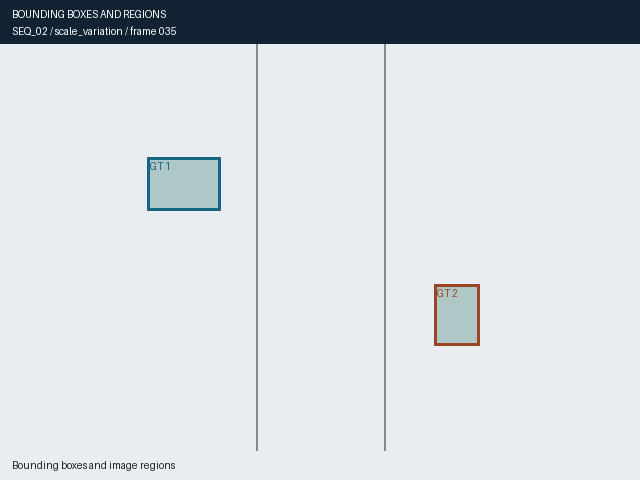 BOUNDING BOXES AND REGIONS
SEQ_02 / scale_variation / frame 035
GT1
GT2
Bounding boxes and image regions